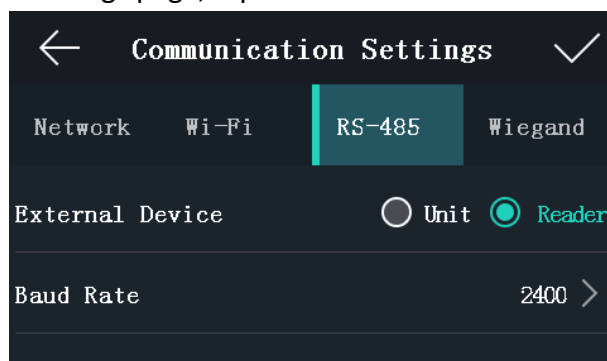 Communication Settings
Network Wi-Fi RS-485 Wiegand
External Device Unit Reader
Baud Rate 2400